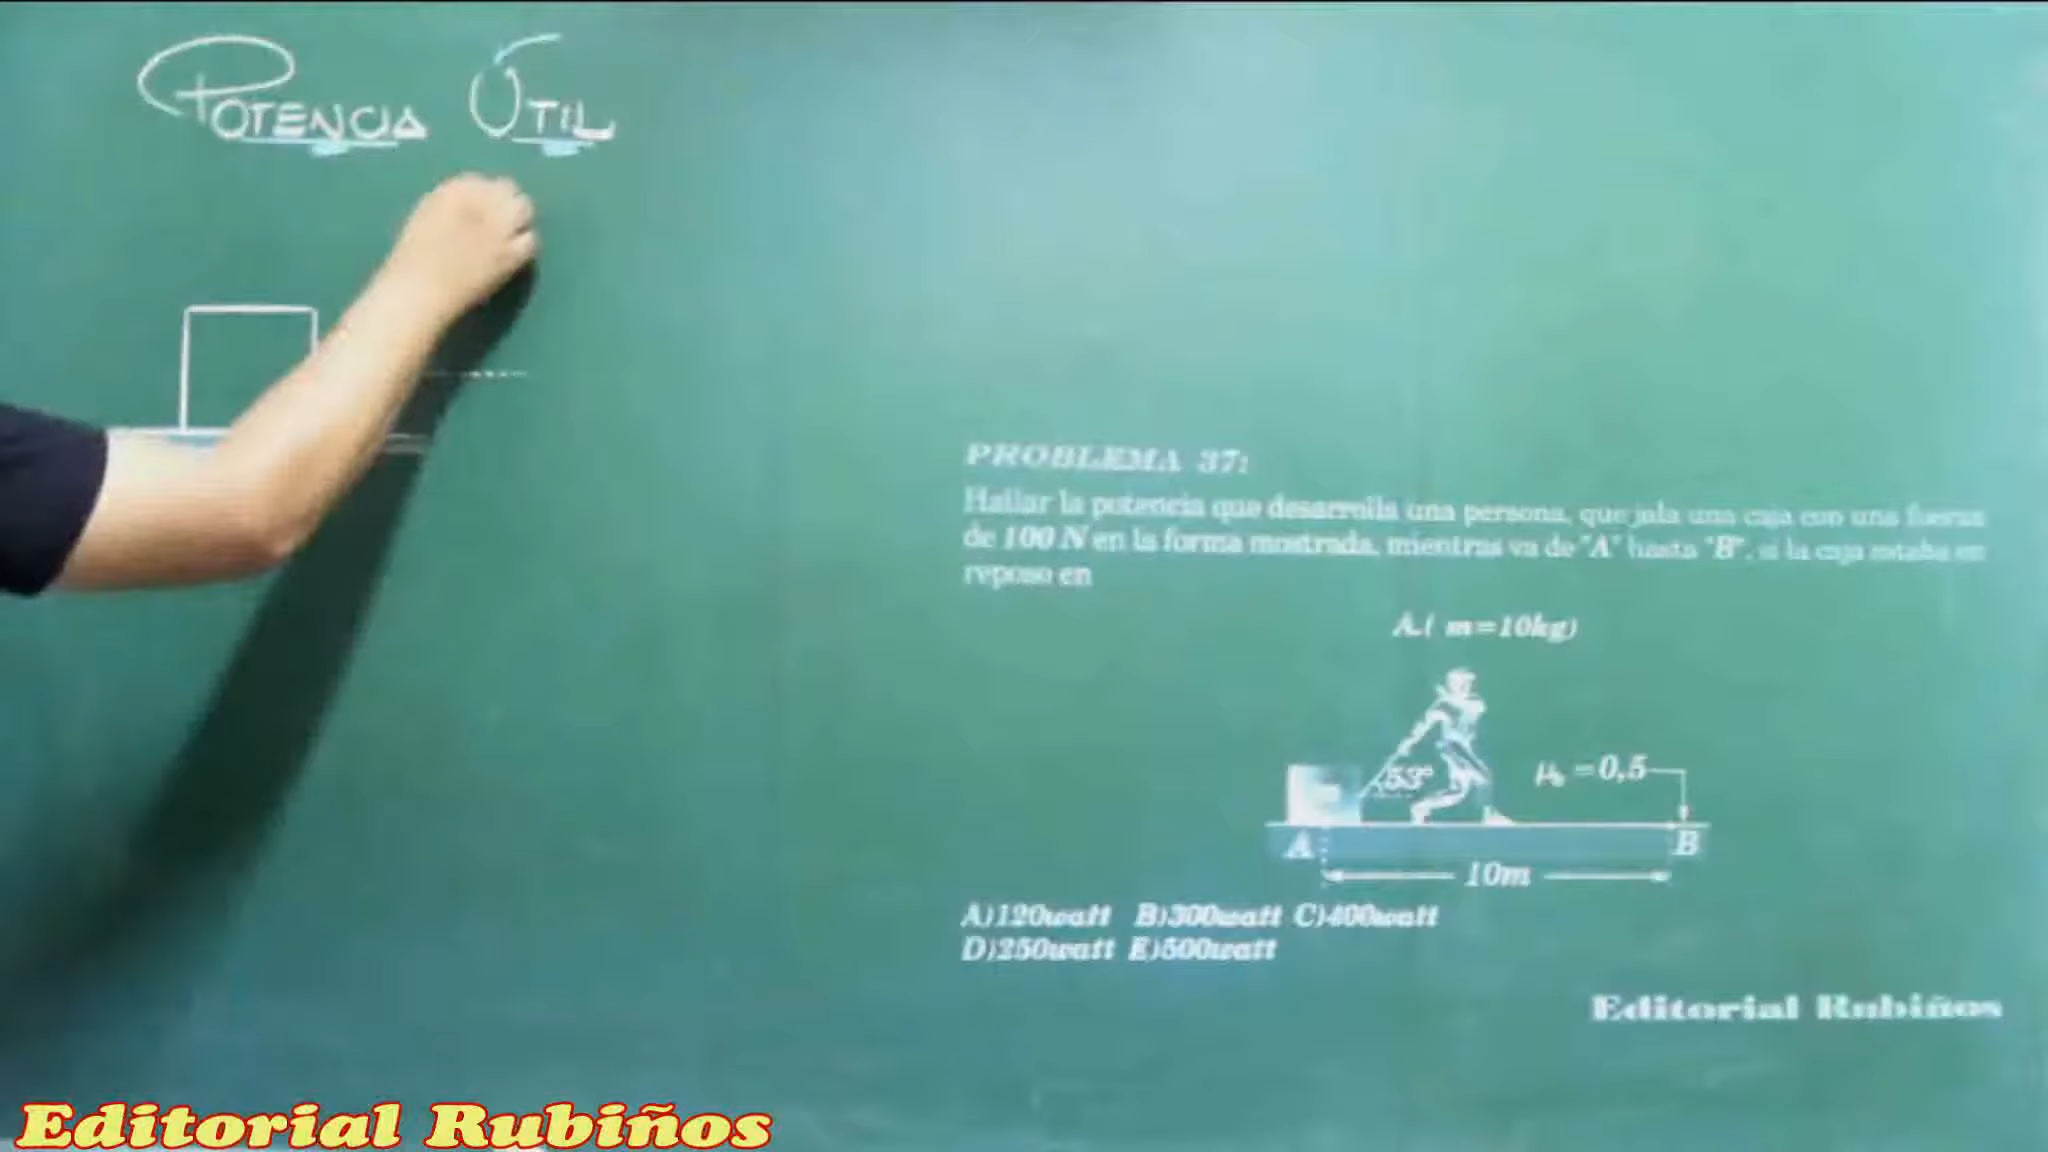 POTENCIA ÚTIL
PROBLEMA 37:
Hallar la potencia que desarrolla una persona, que jala una caja con una fuerza
de 100 N en la forma mostrada, mientras va de "A" hasta "B", si la caja estaba en
reposo en
A.( m=10kg)
53°
μk =0,5
A
B
10m
A)120watt B)300watt C)400watt
D)250watt E)500watt
Editorial Rubiños
Editorial Rubiños